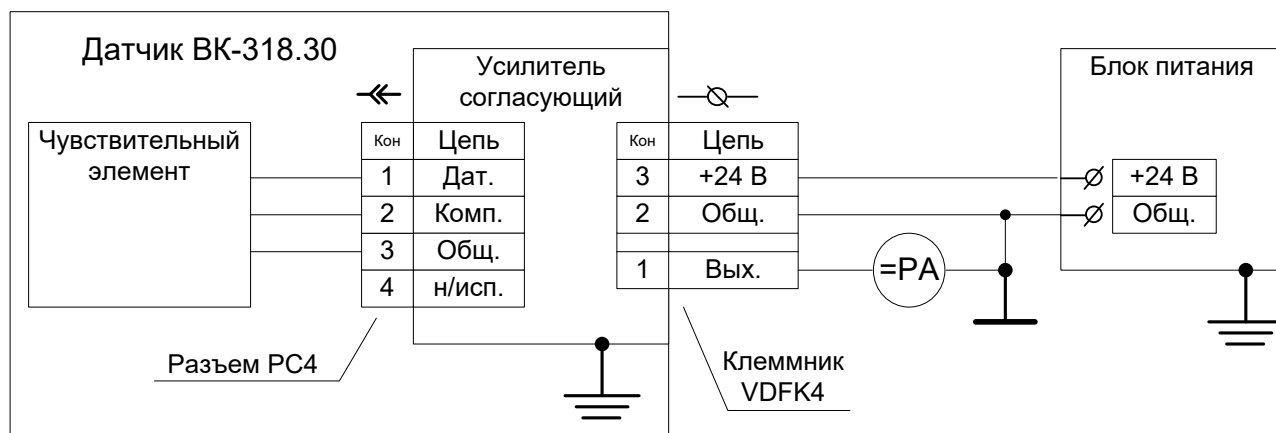 Датчик ВК-318.30
Усилитель
согласующий
Блок питания
Чувствительный
элемент
Кон Цепь
1 Дат.
2 Комп.
3 Общ.
4 н/исп.
Кон Цепь
3 +24 В
2 Общ.
1 Вых.
=PA
+24 В
Общ.
Разъем РС4
Клеммник
VDFK4